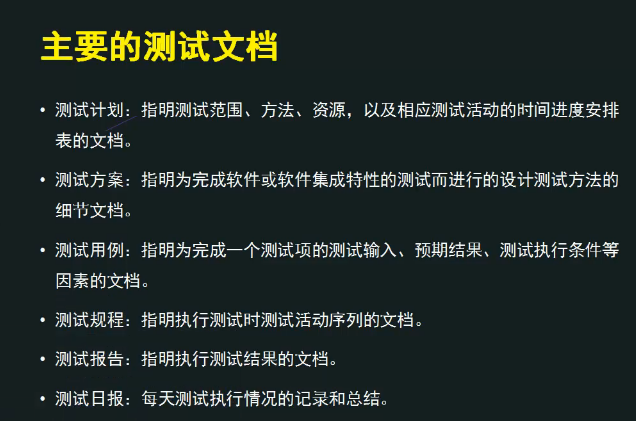 主要的测试文档
• 测试计划：指明测试范围、方法、资源，以及相应测试活动的时间进度安排
表的文档。
• 测试方案：指明为完成软件或软件集成特性的测试而进行的设计测试方法的
细节文档。
• 测试用例：指明为完成一个测试项的测试输入、预期结果、测试执行条件等
因素的文档。
• 测试规程：指明执行测试时测试活动序列的文档。
• 测试报告：指明执行测试结果的文档。
• 测试日报：每天测试执行情况的记录和总结。